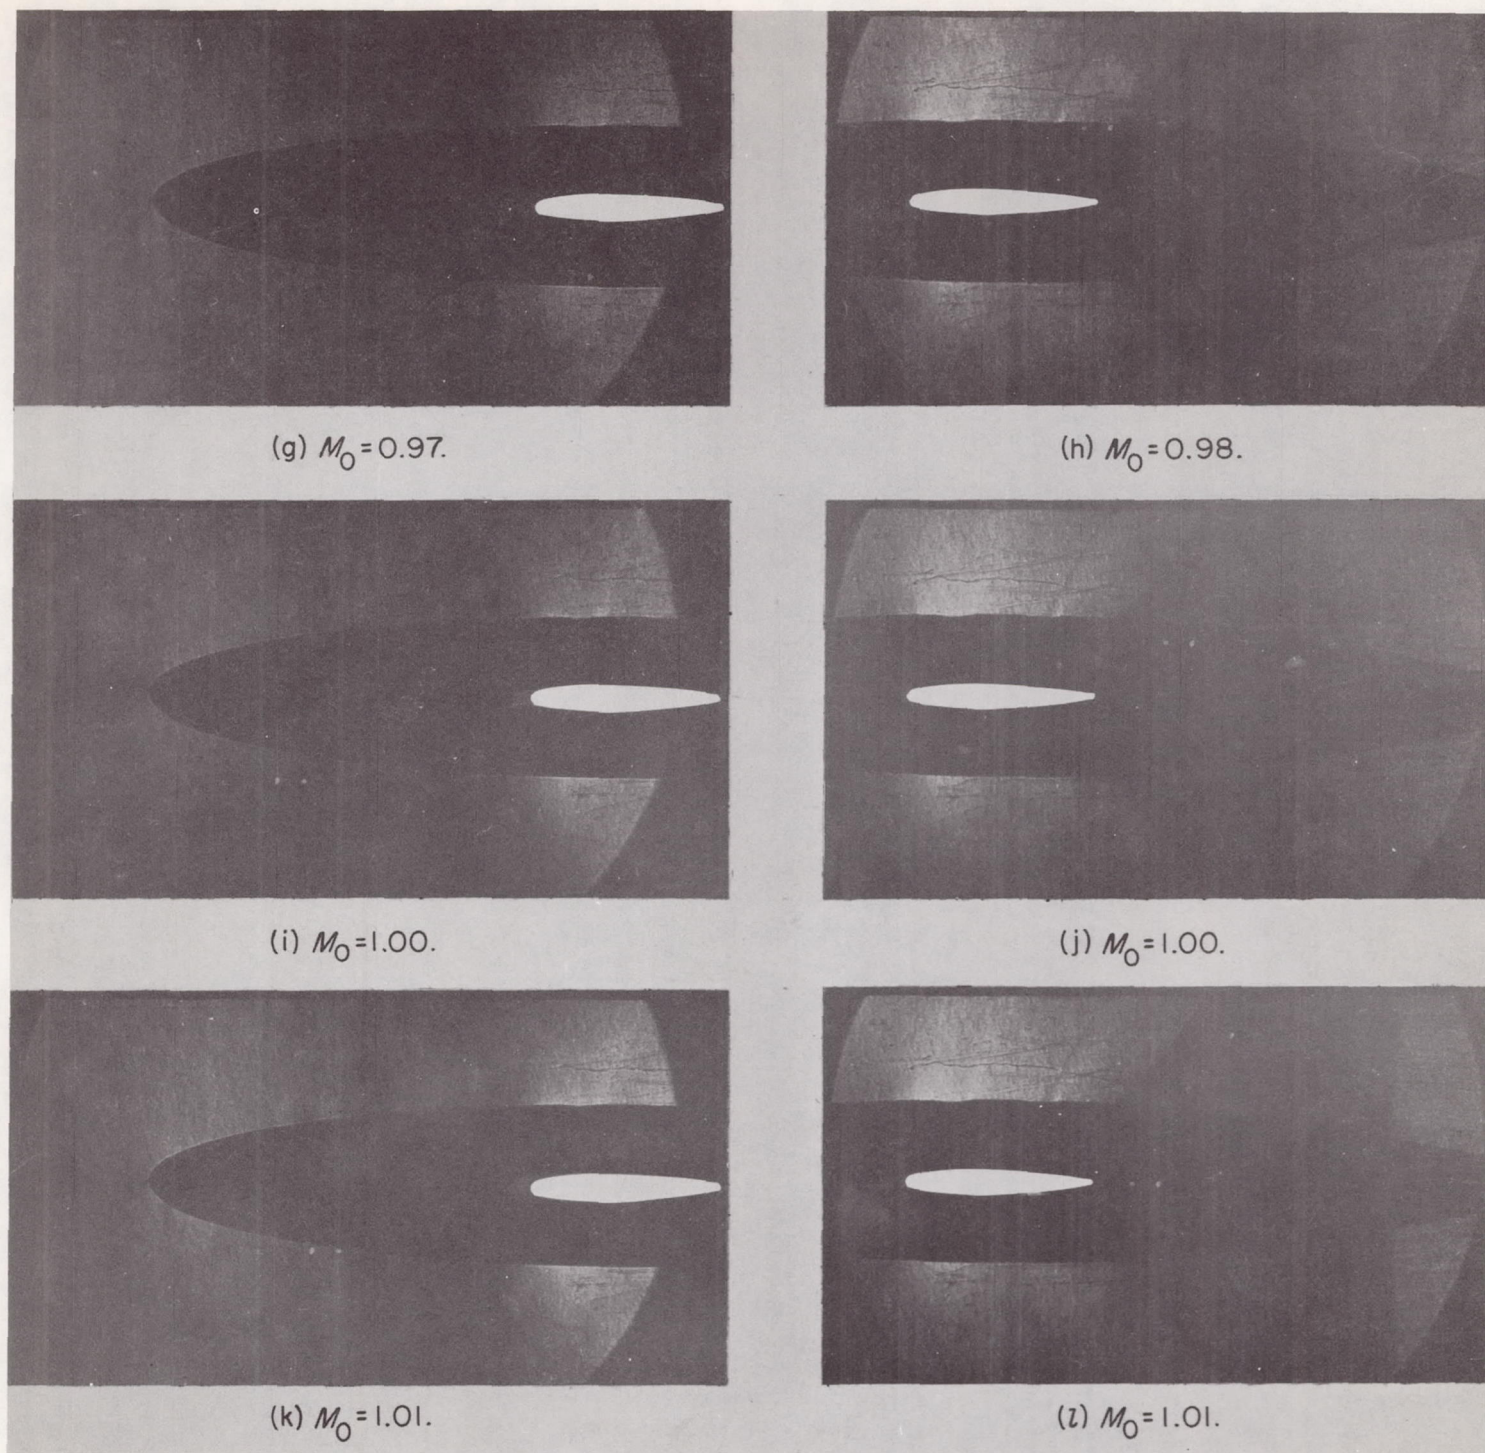 (g) M₀=0.97.
(h) M₀=0.98.
(i) M₀=1.00.
(j) M₀=1.00.
(k) M₀=1.01.
(l) M₀=1.01.